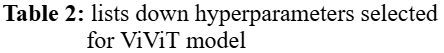 Table 2: lists down hyperparameters selected
for ViViT model